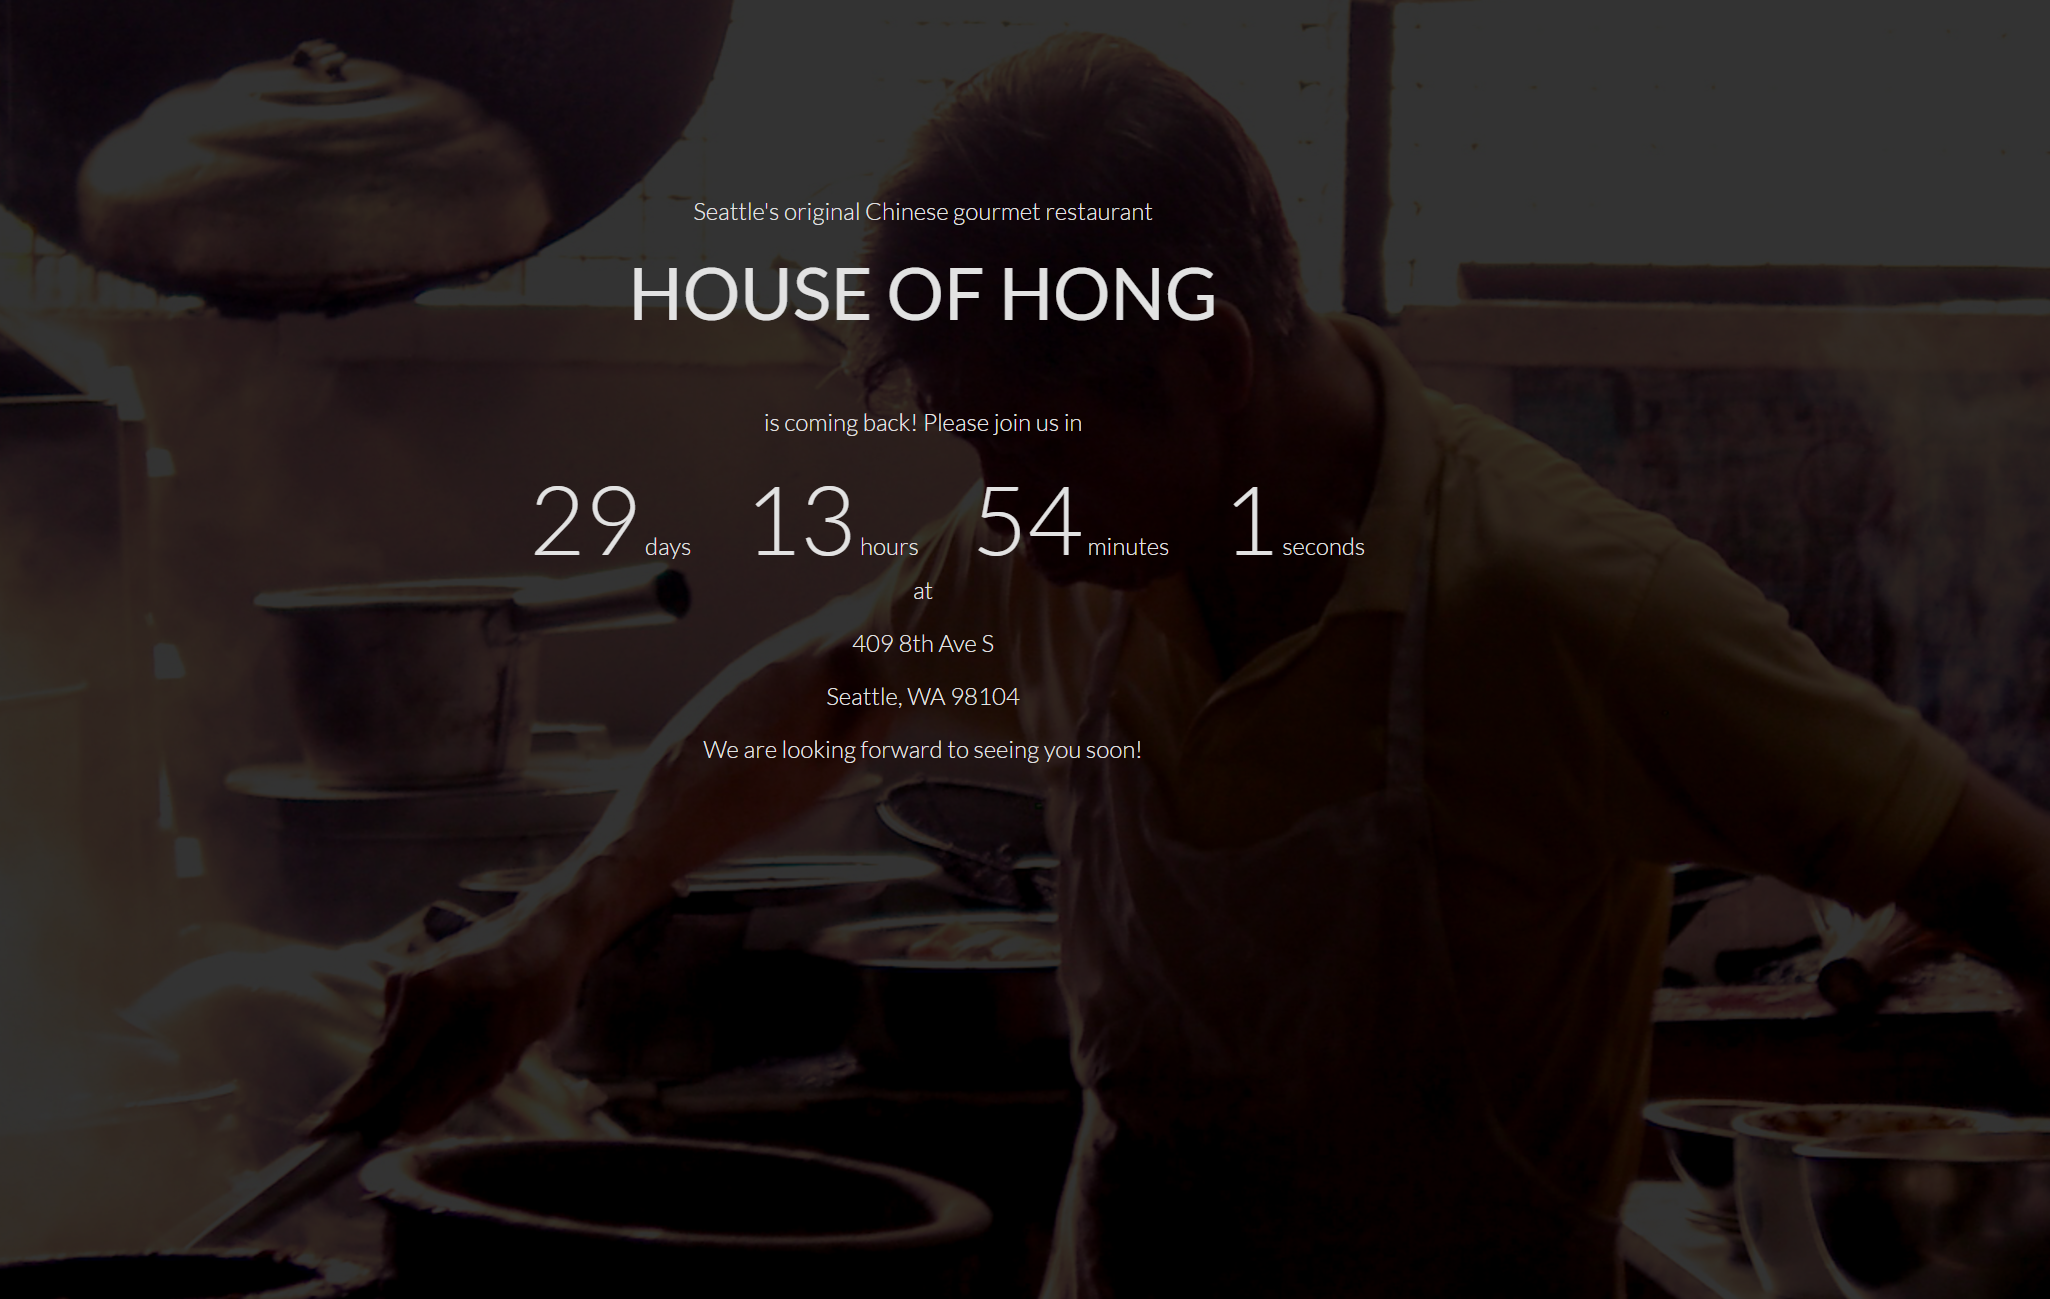 Seattle's original Chinese gourmet restaurant
HOUSE OF HONG
is coming back! Please join us in
29 days 13 hours 54 minutes 1 seconds
at
409 8th Ave S
Seattle, WA 98104
We are looking forward to seeing you soon!